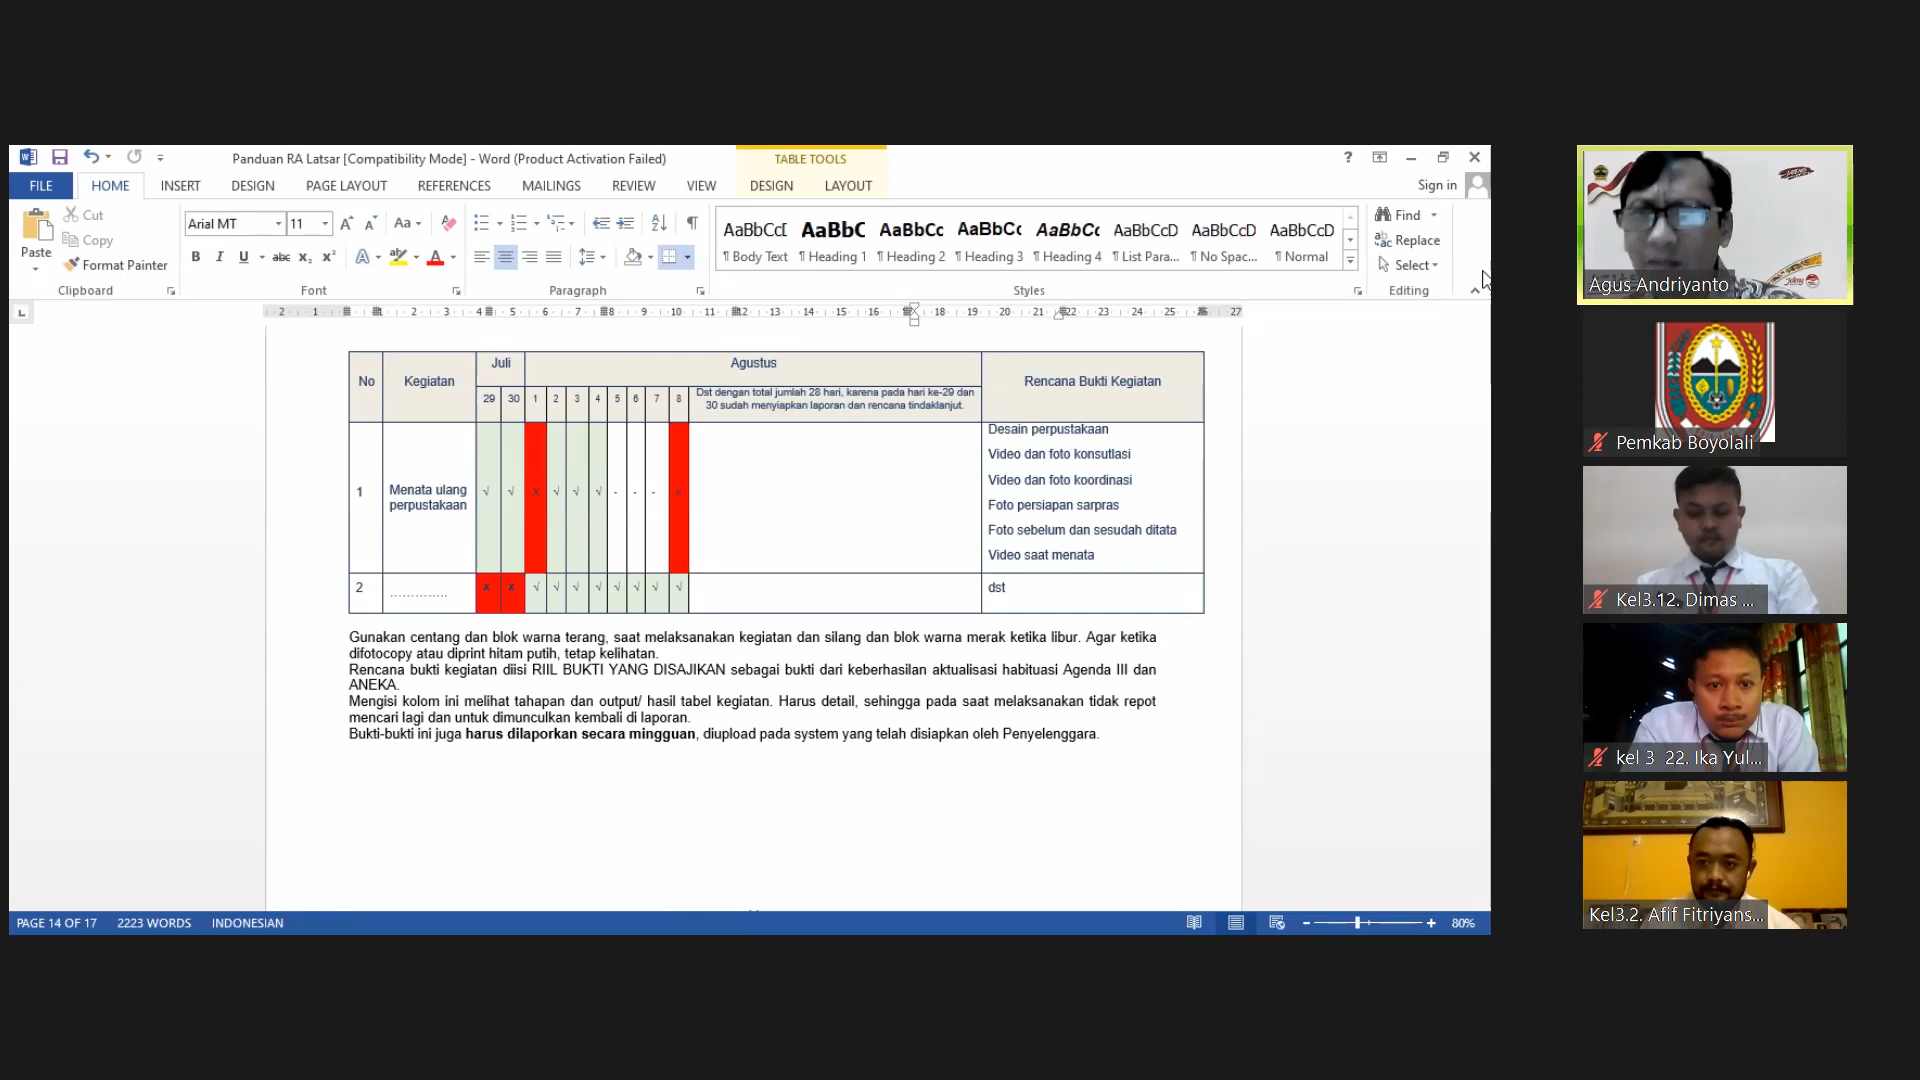 Panduan RA Latsar [Compatibility Mode] - Word (Product Activation Failed)
TABLE TOOLS
?
FILE HOME INSERT DESIGN PAGE LAYOUT REFERENCES MAILINGS REVIEW VIEW DESIGN LAYOUT
Sign in
Paste
Cut
Copy
Format Painter
Clipboard
Arial MT 11
Font
Paragraph
AaBbCcD AaBbC AaBbCc AaBbCc AaBbCc AaBbCcD AaBbCcD AaBbCcD
¶ Body Text ¶ Heading 1 ¶ Heading 2 ¶ Heading 3 ¶ Heading 4 ¶ List Para... ¶ No Spac... ¶ Normal
Styles
Find
Replace
Select
Editing
No Kegiatan Juli Agustus Rencana Bukti Kegiatan
29 30 1 2 3 4 5 6 7 8
Dst dengan total jumlah 28 hari, karena pada hari ke-29 dan
30 sudah menyiapkan laporan dan rencana tindaklanjut.
1 Menata ulang
perpustakaan
√ √ X √ √ √ - - -
Desain perpustakaan
Video dan foto konsutlasi
Video dan foto koordinasi
Foto persiapan sarpras
Foto sebelum dan sesudah ditata
Video saat menata
2 ………….. x x √ √ √ √ √ √ √ √ dst
Gunakan centang dan blok warna terang, saat melaksanakan kegiatan dan silang dan blok warna merak ketika libur. Agar ketika
difotocopy atau diprint hitam putih, tetap kelihatan.
Rencana bukti kegiatan diisi RIIL BUKTI YANG DISAJIKAN sebagai bukti dari keberhasilan aktualisasi habituasi Agenda III dan
ANEKA.
Mengisi kolom ini melihat tahapan dan output/ hasil tabel kegiatan. Harus detail, sehingga pada saat melaksanakan tidak repot
mencari lagi dan untuk dimunculkan kembali di laporan.
Bukti-bukti ini juga harus dilaporkan secara mingguan, diupload pada system yang telah disiapkan oleh Penyelenggara.
PAGE 14 OF 17 2223 WORDS INDONESIAN
80%
Agus Andriyanto
Pemkab Boyolali
Kel3.12. Dimas ...
kel 3 22. Ika Yul...
Kel3.2. Afif Fitriyans...